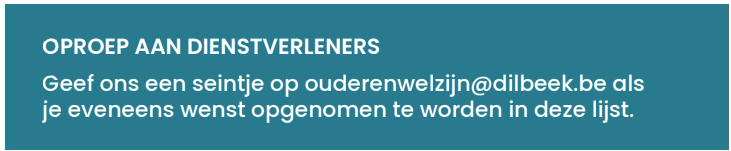 OPROEP AAN DIENSTVERLENERS
Geef ons een seintje op ouderenwelzijn@dilbeek.be als
je eveneens wenst opgenomen te worden in deze lijst.